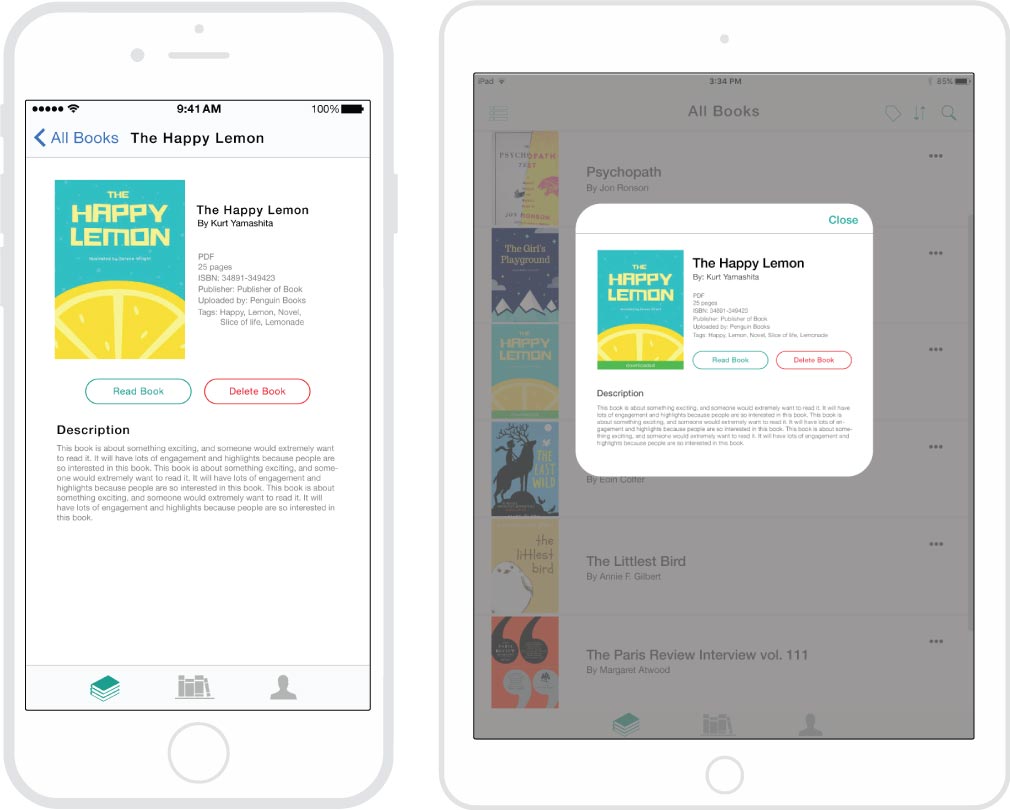 9:41 AM
100%
All Books
The Happy Lemon
THE
HAPPY
LEMON
Illustrated by Denise Wright
The Happy Lemon
By Kurt Yamashita
PDF
25 pages
ISBN: 34891-349423
Publisher: Publisher of Book
Uploaded by: Penguin Books
Tags: Happy, Lemon, Novel,
Slice of life, Lemonade
Read Book
Delete Book
Description
This book is about something exciting, and someone would extremely want
to read it. It will have lots of engagement and highlights because people are
so interested in this book. This book is about something exciting, and some-
one would extremely want to read it. It will have lots of engagement and
highlights because people are so interested in this book. This book is about
something exciting, and someone would extremely want to read it. It will
have lots of engagement and highlights because people are so interested in
this book.
iPad
3:34 PM
85%
All Books
THE
PSYCHOPATH
TEST
JON RONSON
Psychopath
By Jon Ronson
The Girl's
Playground
THE
HAPPY
LEMON
THE
LAST
WILD
By Eoin Colfer
the
littlest
bird
The Littlest Bird
By Annie F. Gilbert
PARIS
REVIEW
The Paris Review Interview vol. 111
By Margaret Atwood
Close
THE
HAPPY
LEMON
Illustrated by Denise Wright
downloaded
The Happy Lemon
By: Kurt Yamashita
PDF
25 pages
ISBN: 34891-349423
Publisher: Publisher of Book
Uploaded by: Penguin Books
Tags: Happy, Lemon, Novel, Slice of life, Lemonade
Read Book
Delete Book
Description
This book is about something exciting, and someone would extremely want to read it. It will have
lots of engagement and highlights because people are so interested in this book. This book is
about something exciting, and someone would extremely want to read it. It will have lots of en-
gagement and highlights because people are so interested in this book. This book is about some-
thing exciting, and someone would extremely want to read it. It will have lots of engagement and
highlights because people are so interested in this book.